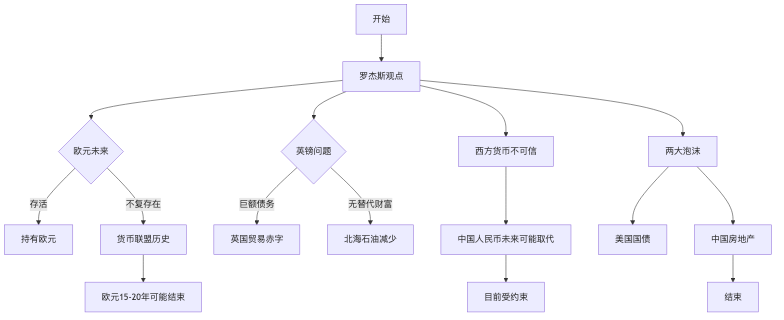 开始
罗杰斯观点
欧元未来
英镑问题
西方货币不可信
两大泡沫
存活
不复存在
巨额债务
无替代财富
持有欧元
货币联盟历史
英国贸易赤字
北海石油减少
中国人民币未来可能取代
美国国债
中国房地产
欧元15-20年可能结束
目前受约束
结束